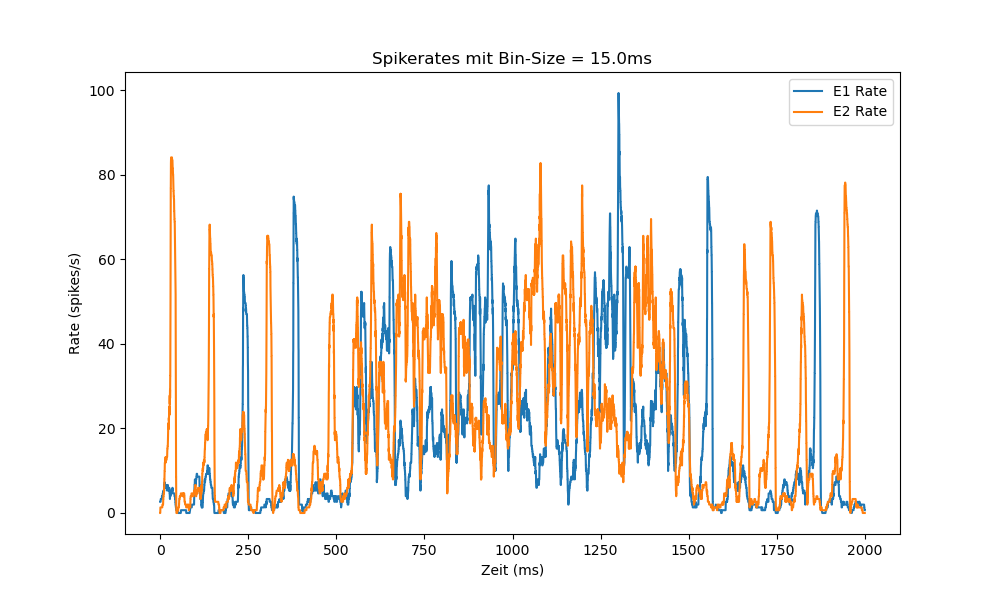 Spikerates mit Bin-Size = 15.0ms
E1 Rate
E2 Rate
100
80
60
40
20
0
Rate (spikes/s)
0 250 500 750 1000 1250 1500 1750 2000
Zeit (ms)